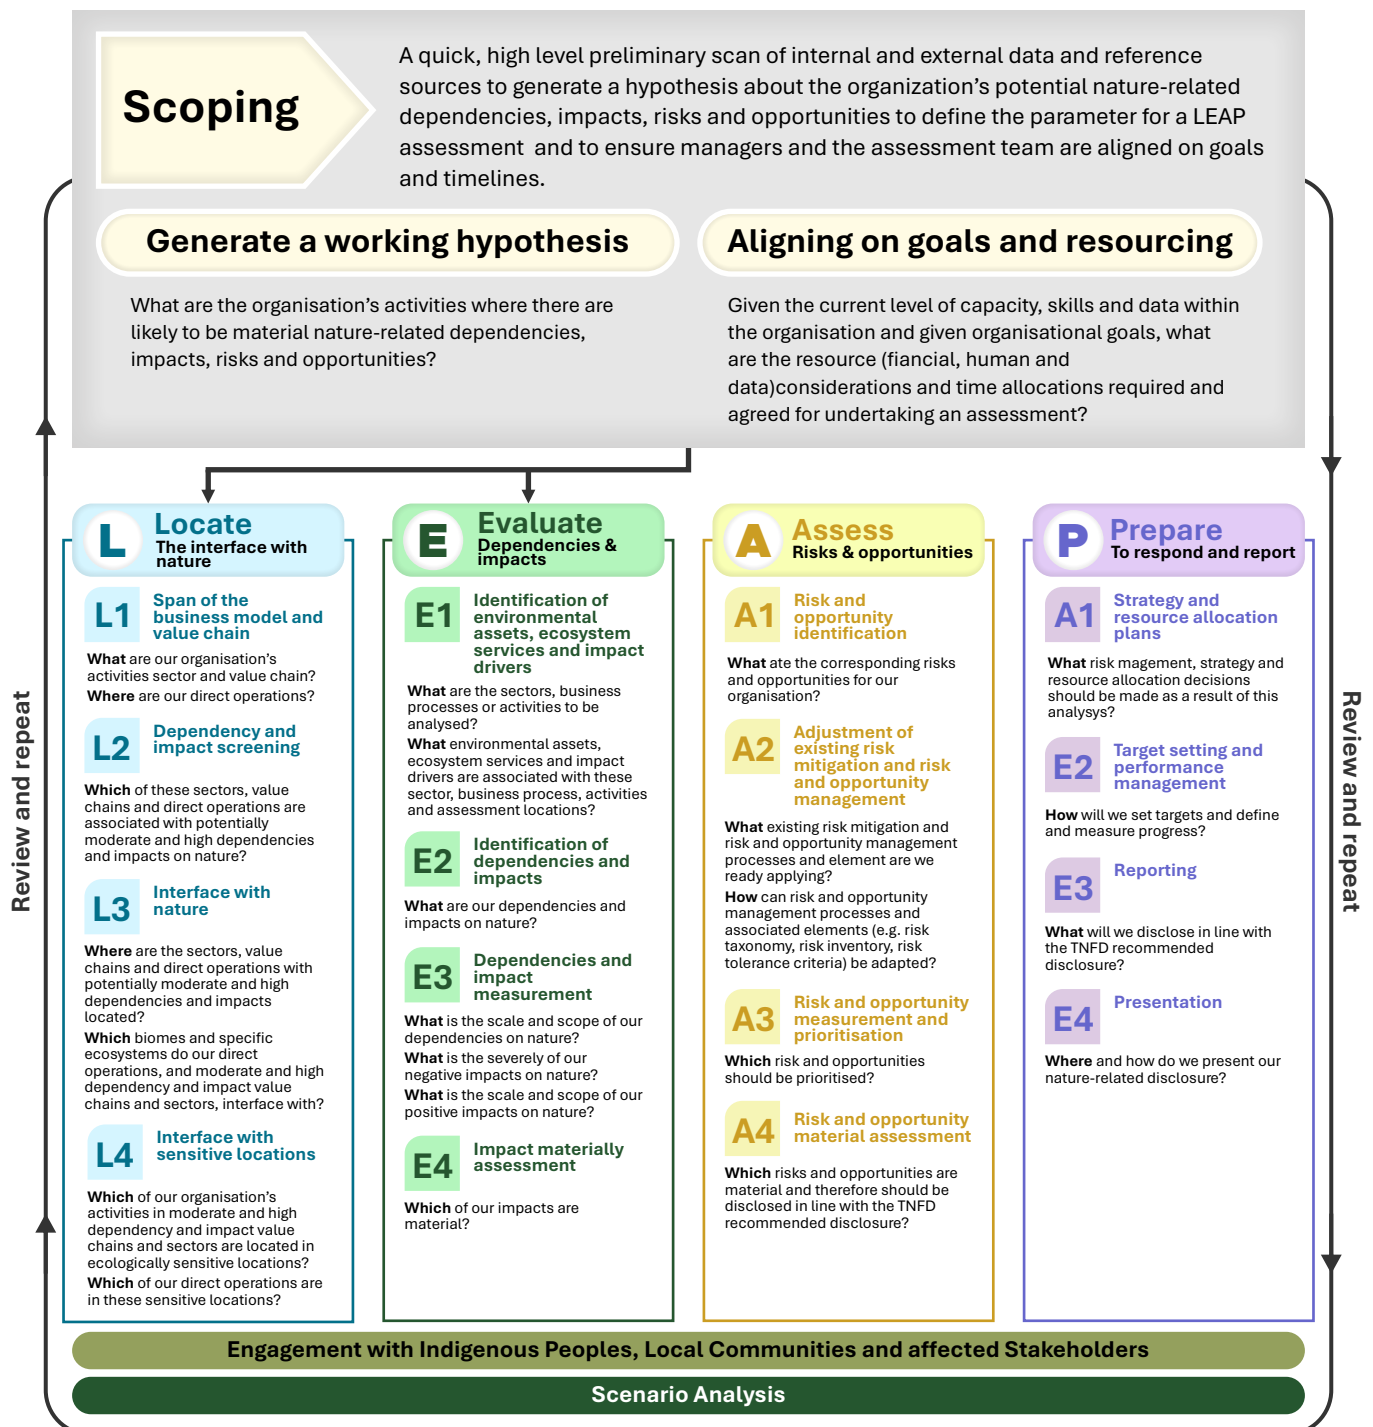 Scoping
A quick, high level preliminary scan of internal and external data and reference
sources to generate a hypothesis about the organization's potential nature-related
dependencies, impacts, risks and opportunities to define the parameter for a LEAP
assessment and to ensure managers and the assessment team are aligned on goals
and timelines.
Generate a working hypothesis
What are the organisation's activities where there are
likely to be material nature-related dependencies,
impacts, risks and opportunities?
Aligning on goals and resourcing
Given the current level of capacity, skills and data within
the organisation and given organisational goals, what
are the resource (fiancial, human and
data)considerations and time allocations required and
agreed for undertaking an assessment?
Review and repeat
L
Locate
The interface with
nature
L1
Span of the
business model and
value chain
What are our organisation's
activities sector and value chain?
Where are our direct operations?
L2
Dependency and
impact screening
Which of these sectors, value
chains and direct operations are
associated with potentially
moderate and high dependencies
and impacts on nature?
L3
Interface with
nature
Where are the sectors, value
chains and direct operations with
potentially moderate and high
dependencies and impacts
located?
Which biomes and specific
ecosystems do our direct
operations, and moderate and high
dependency and impact value
chains and sectors, interface with?
L4
Interface with
sensitive locations
Which of our organisation's
activities in moderate and high
dependency and impact value
chains and sectors are located in
ecologically sensitive locations?
Which of our direct operations are
in these sensitive locations?
E
Evaluate
Dependencies &
impacts
E1
Identification of
environmental
assets, ecosystem
services and impact
drivers
What are the sectors, business
processes or activities to be
analysed?
What environmental assets,
ecosystem services and impact
drivers are associated with these
sector, business process, activities
and assessment locations?
E2
Identification of
dependencies and
impacts
What are our dependencies and
impacts on nature?
E3
Dependencies and
impact
measurement
What is the scale and scope of our
dependencies on nature?
What is the severely of our
negative impacts on nature?
What is the scale and scope of our
positive impacts on nature?
E4
Impact materially
assessment
Which of our impacts are
material?
A
Assess
Risks & opportunities
A1
Risk and
opportunity
identification
What ate the corresponding risks
and opportunities for our
organisation?
A2
Adjustment of
existing risk
mitigation and risk
and opportunity
management
What existing risk mitigation and
risk and opportunity management
processes and element are we
ready applying?
How can risk and opportunity
management processes and
associated elements (e.g. risk
taxonomy, risk inventory, risk
tolerance criteria) be adapted?
A3
Risk and opportunity
measurement and
prioritisation
Which risk and opportunities
should be prioritised?
A4
Risk and opportunity
material assessment
Which risks and opportunities are
material and therefore should be
disclosed in line with the TNFD
recommended disclosure?
P
Prepare
To respond and report
A1
Strategy and
resource allocation
plans
What risk magement, strategy and
resource allocation decisions
should be made as a result of this
analysys?
E2
Target setting and
performance
management
How will we set targets and define
and measure progress?
E3
Reporting
What will we disclose in line with
the TNFD recommended
disclosure?
E4
Presentation
Where and how do we present our
nature-related disclosure?
Review and repeat
Engagement with Indigenous Peoples, Local Communities and affected Stakeholders
Scenario Analysis